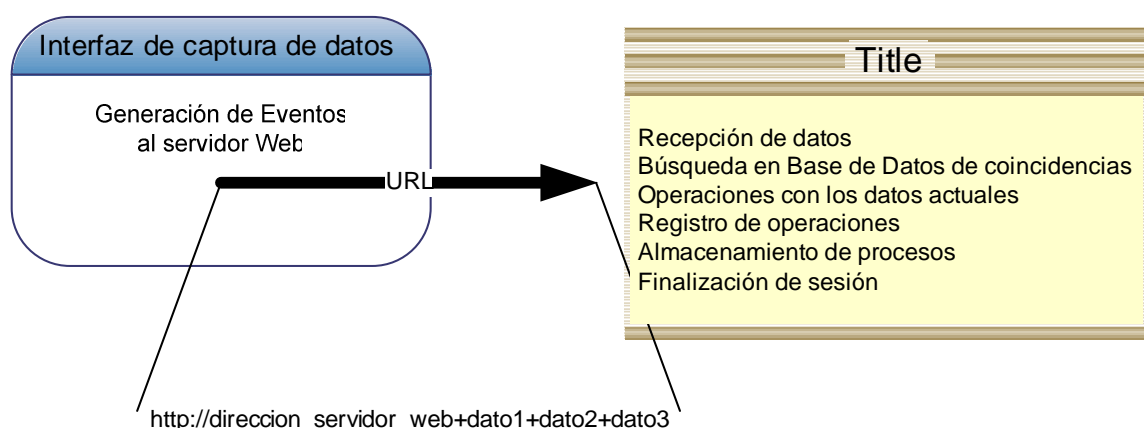 Interfaz de captura de datos
Generación de Eventos
al servidor Web
URL
Title
Recepción de datos
Búsqueda en Base de Datos de coincidencias
Operaciones con los datos actuales
Registro de operaciones
Almacenamiento de procesos
Finalización de sesión
http://direccion_servidor_web+dato1+dato2+dato3